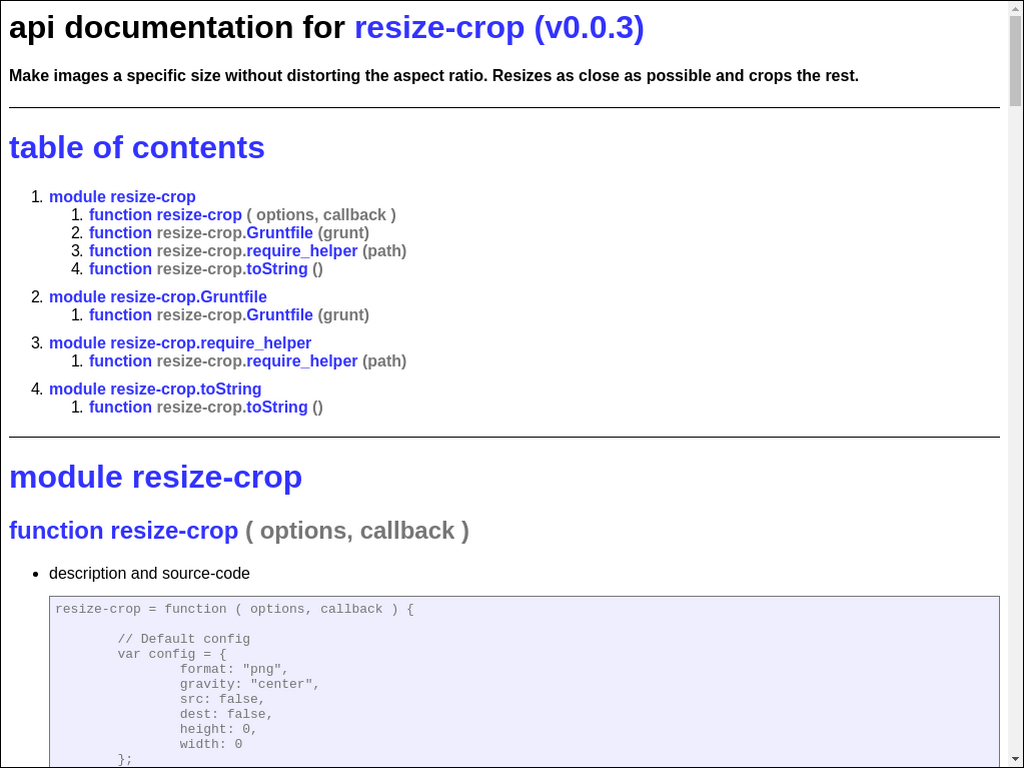 api documentation for resize-crop (v0.0.3)
Make images a specific size without distorting the aspect ratio. Resizes as close as possible and crops the rest.
table of contents
1. module resize-crop
1. function resize-crop ( options, callback )
2. function resize-crop.Gruntfile (grunt)
3. function resize-crop.require_helper (path)
4. function resize-crop.toString ()
2. module resize-crop.Gruntfile
1. function resize-crop.Gruntfile (grunt)
3. module resize-crop.require_helper
1. function resize-crop.require_helper (path)
4. module resize-crop.toString
1. function resize-crop.toString ()
module resize-crop
function resize-crop ( options, callback )
• description and source-code
resize-crop = function ( options, callback ) {
// Default config
var config = {
format: "png",
gravity: "center",
src: false,
dest: false,
height: 0,
width: 0
};